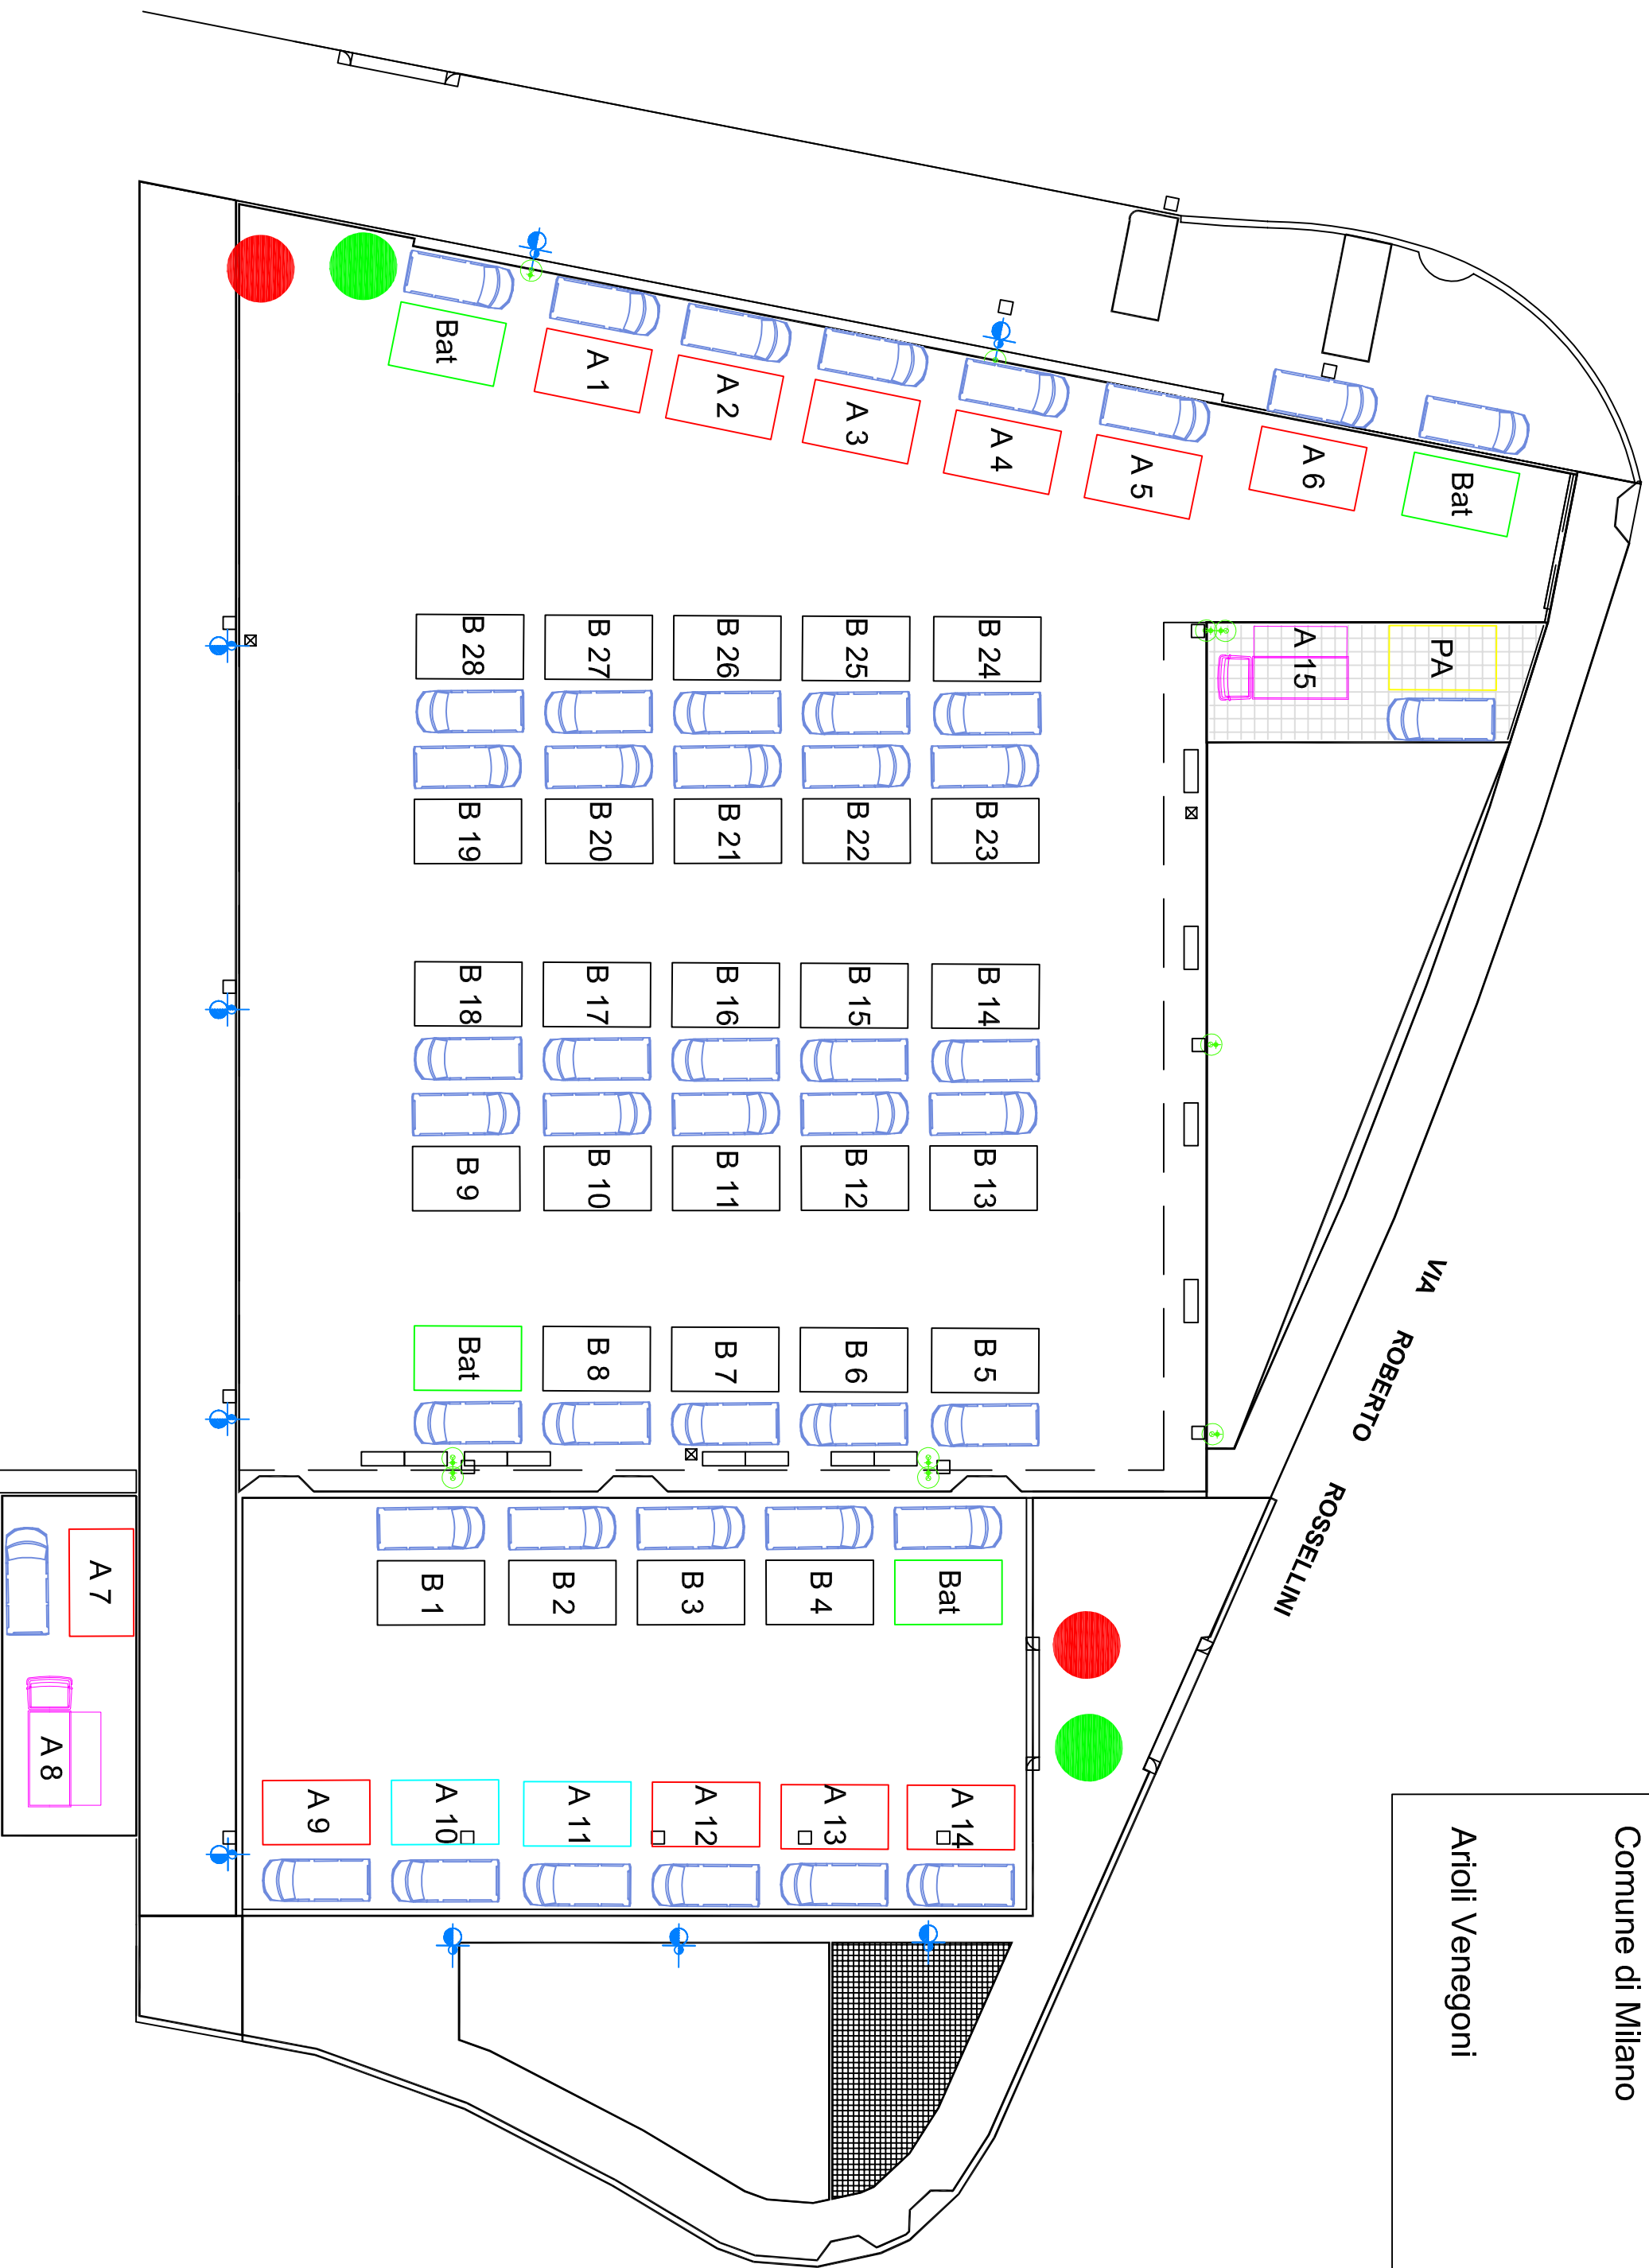 Comune di Milano
Arioli Venegoni
VIA ROBERTO ROSSELLINI
Bat
A 6
A 5
A 4
A 3
A 2
A 1
Bat
PA
A 15
B 24
B 25
B 26
B 27
B 28
B 23
B 22
B 21
B 20
B 19
B 14
B 15
B 16
B 17
B 18
B 13
B 12
B 11
B 10
B 9
B 5
B 6
B 7
B 8
Bat
Bat
B 4
B 3
B 2
B 1
A 7
A 8
A 14
A 13
A 12
A 11
A 10
A 9